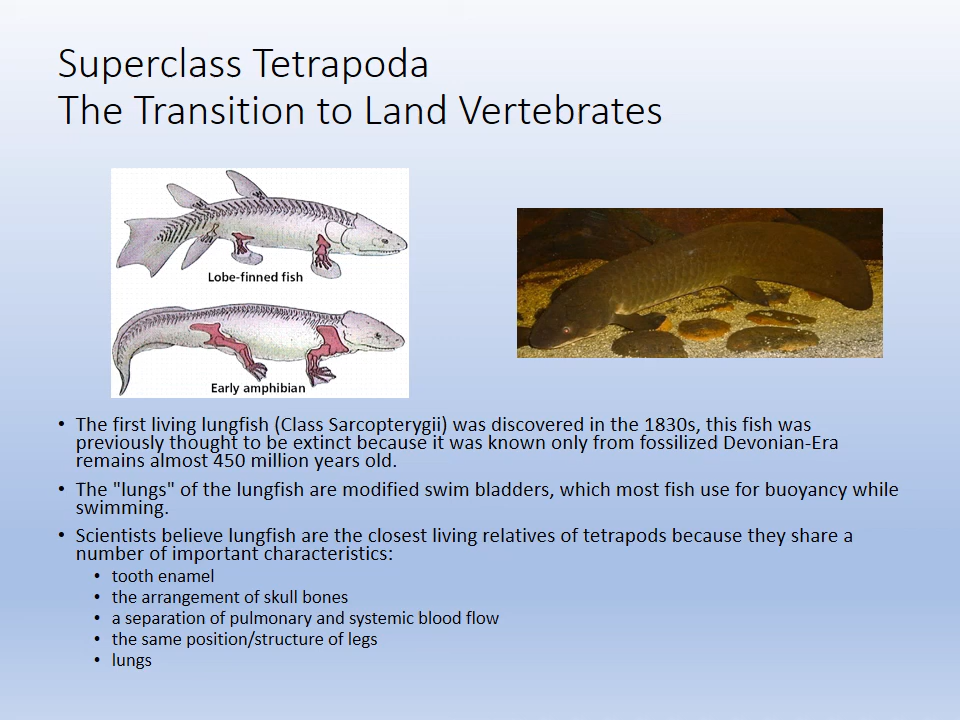 Superclass Tetrapoda
The Transition to Land Vertebrates
Lobe-finned fish
Early amphibian
• The first living lungfish (Class Sarcopterygii) was discovered in the 1830s, this fish was
previously thought to be extinct because it was known only from fossilized Devonian-Era
remains almost 450 million years old.
• The "lungs" of the lungfish are modified swim bladders, which most fish use for buoyancy while
swimming.
• Scientists believe lungfish are the closest living relatives of tetrapods because they share a
number of important characteristics:
• tooth enamel
• the arrangement of skull bones
• a separation of pulmonary and systemic blood flow
• the same position/structure of legs
• lungs